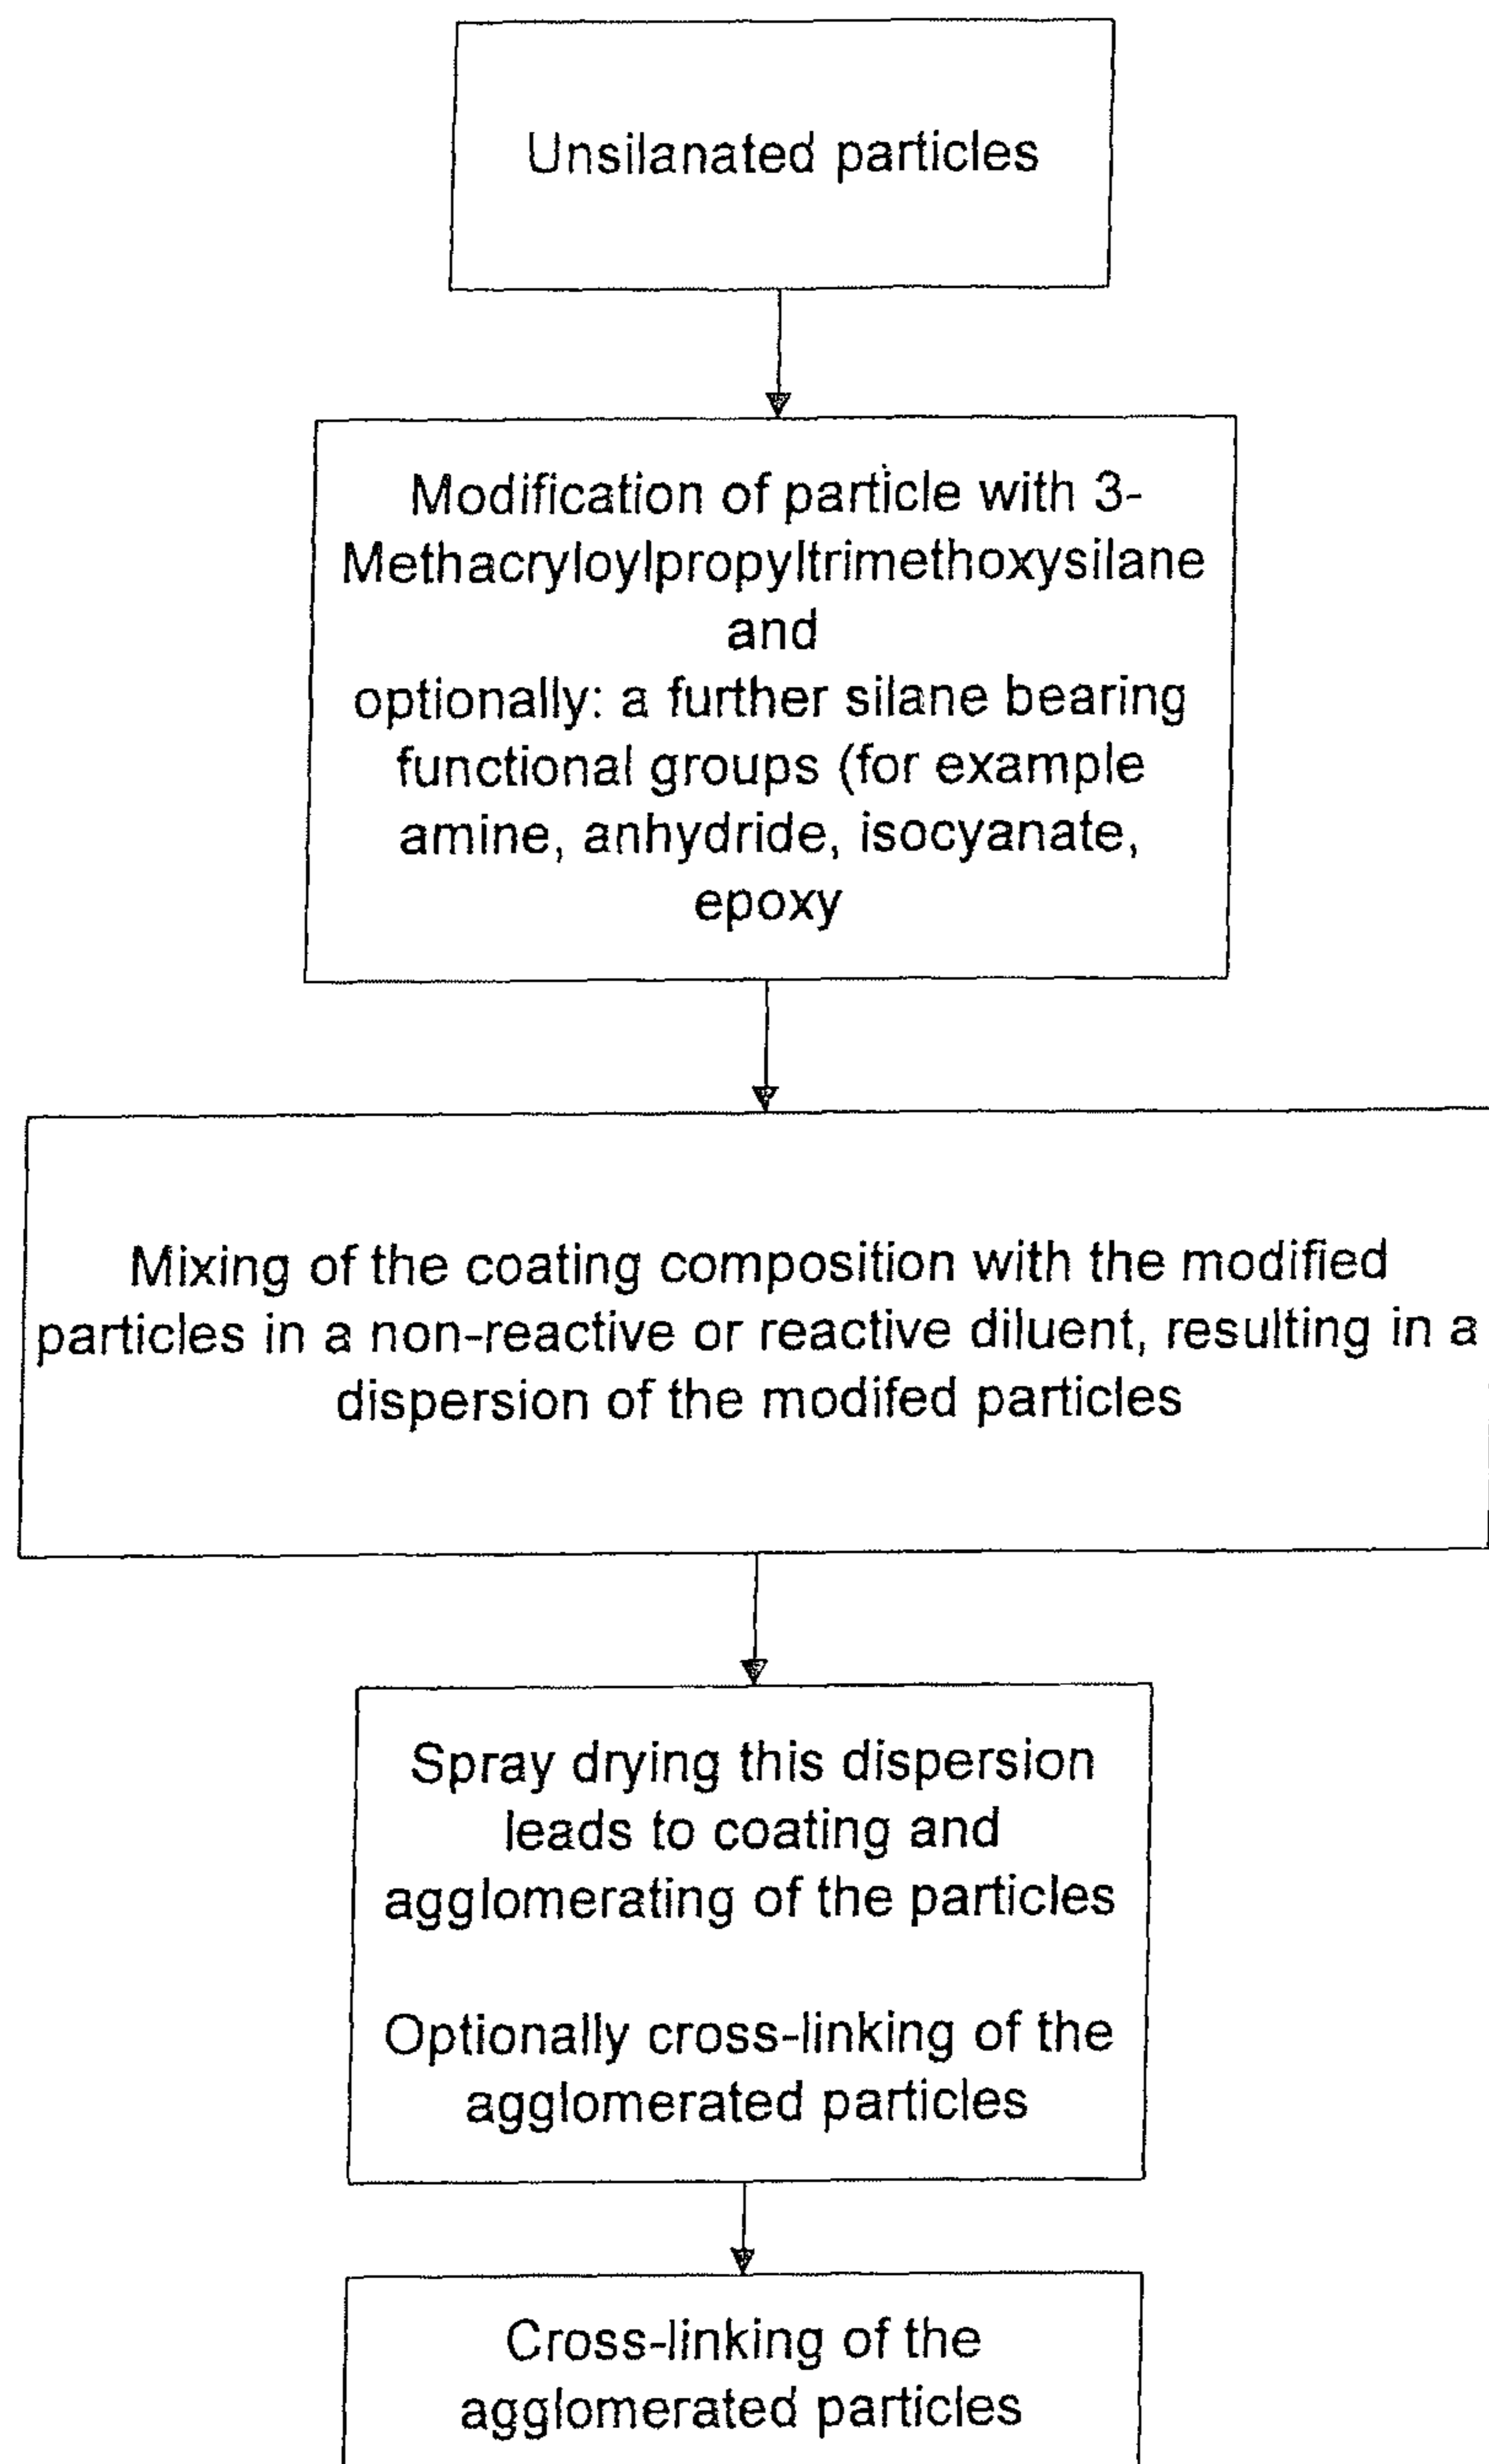 Unsilanated particles
Modification of particle with 3-
Methacryloylpropyltrimethoxysilane
and
optionally: a further silane bearing
functional groups (for example
amine, anhydride, isocyanate,
epoxy
Mixing of the coating composition with the modified
particles in a non-reactive or reactive diluent, resulting in a
dispersion of the modifed particles
Spray drying this dispersion
leads to coating and
agglomerating of the particles
Optionally cross-linking of the
agglomerated particles
Cross-linking of the
agglomerated particles